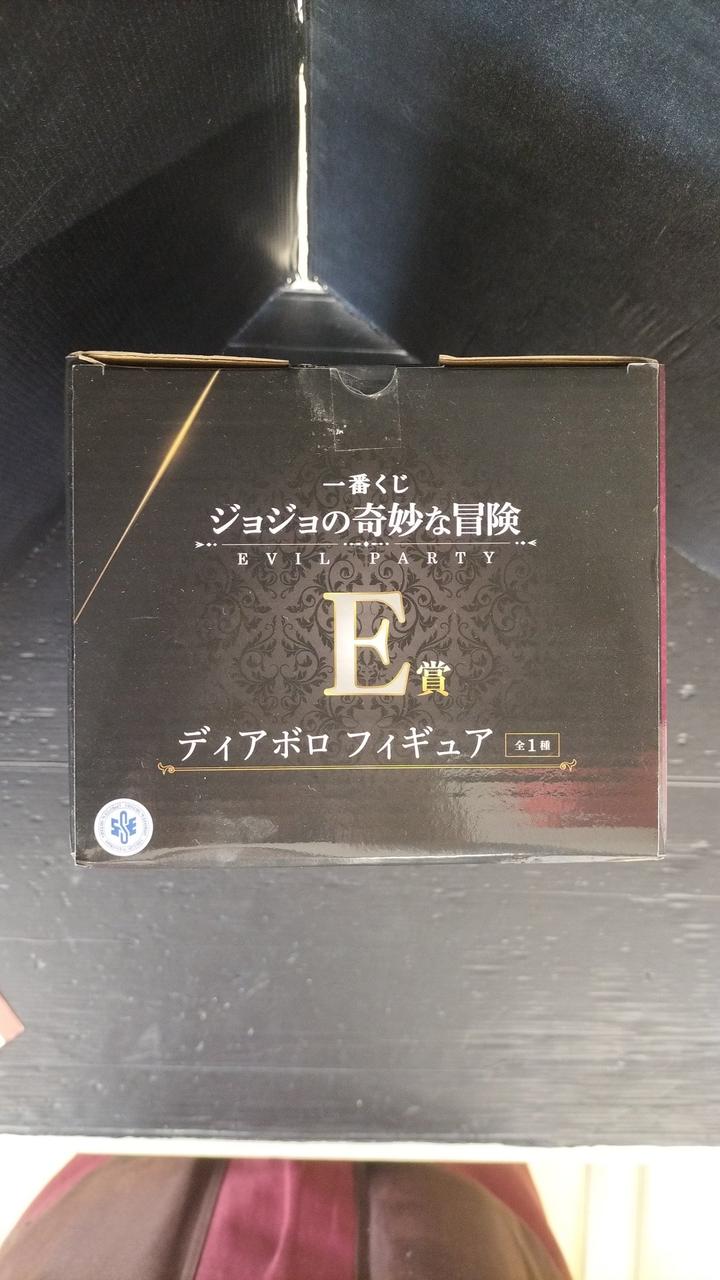 一番くじ
ジョジョの奇妙な冒険
EVIL PARTY
E賞
ディアボロ フィギュア 全1種